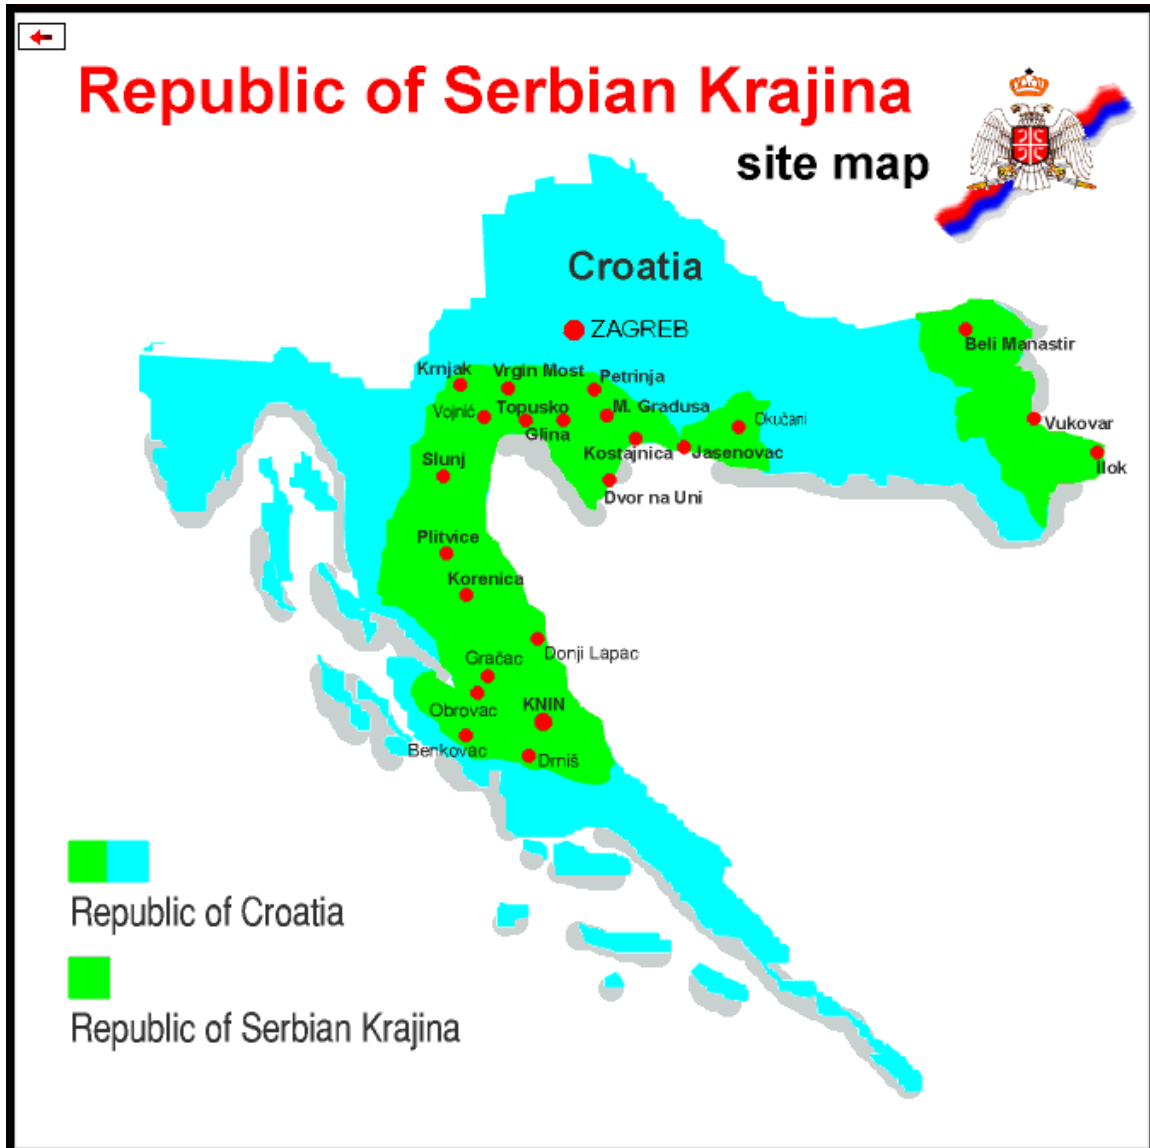 Republic of Serbian Krajina
site map
Croatia
ZAGREB
Beli Manastir
Krnjak
Vrgin Most
Petrinja
Vojnić
Topusko
M. Gradusa
Okučani
Vukovar
Glina
Kostajnica
Jasenovac
Slunj
Ilok
Dvor na Uni
Plitvice
Korenica
Donji Lapac
Gračac
Obrovac
KNIN
Benkovac
Drniš
Republic of Croatia
Republic of Serbian Krajina